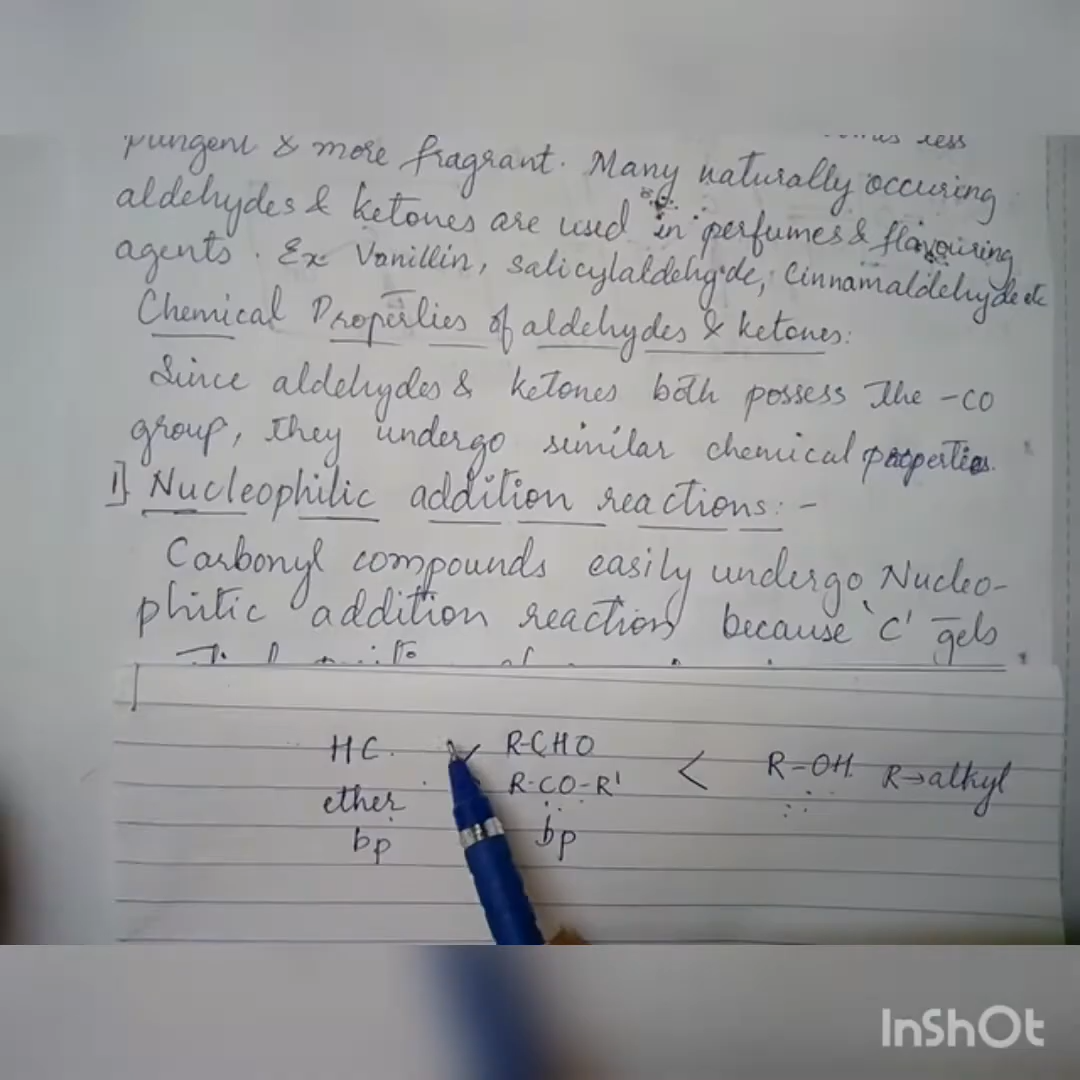 pungent & more fragrant. Many naturally occuring
less
aldehydes & ketones are used in perfumes & flavouring
agents. Ex Vanillin, Salicylaldehyde, Cinnamaldehyde etc
Chemical Properties of aldehydes & ketones:
Since aldehydes & ketones both possess the -CO
group, they undergo similar chemical properties.
1] Nucleophilic addition reactions: -
Carbonyl compounds easily undergo Nucleo-
philic addition reaction because 'C' gets
HC. < R-CHO
ether R-CO-R' < R-OH. R→alkyl
bp bp
InShOt